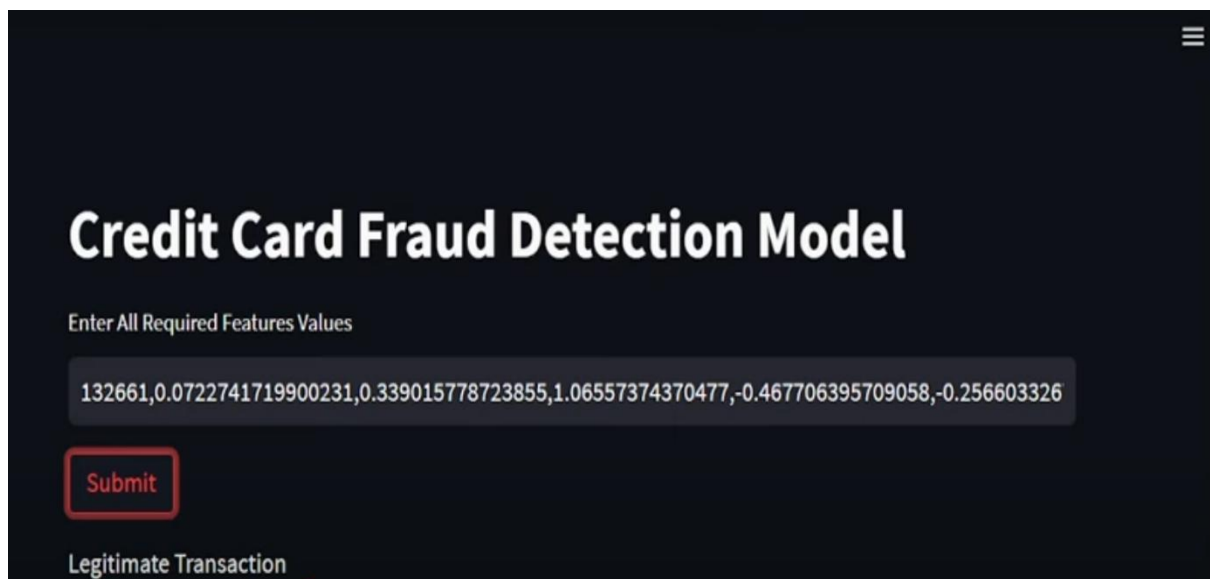 Credit Card Fraud Detection Model
Enter All Required Features Values
132661,0.0722741719900231,0.339015778723855,1.06557374370477,-0.467706395709058,-0.256603326
Submit
Legitimate Transaction